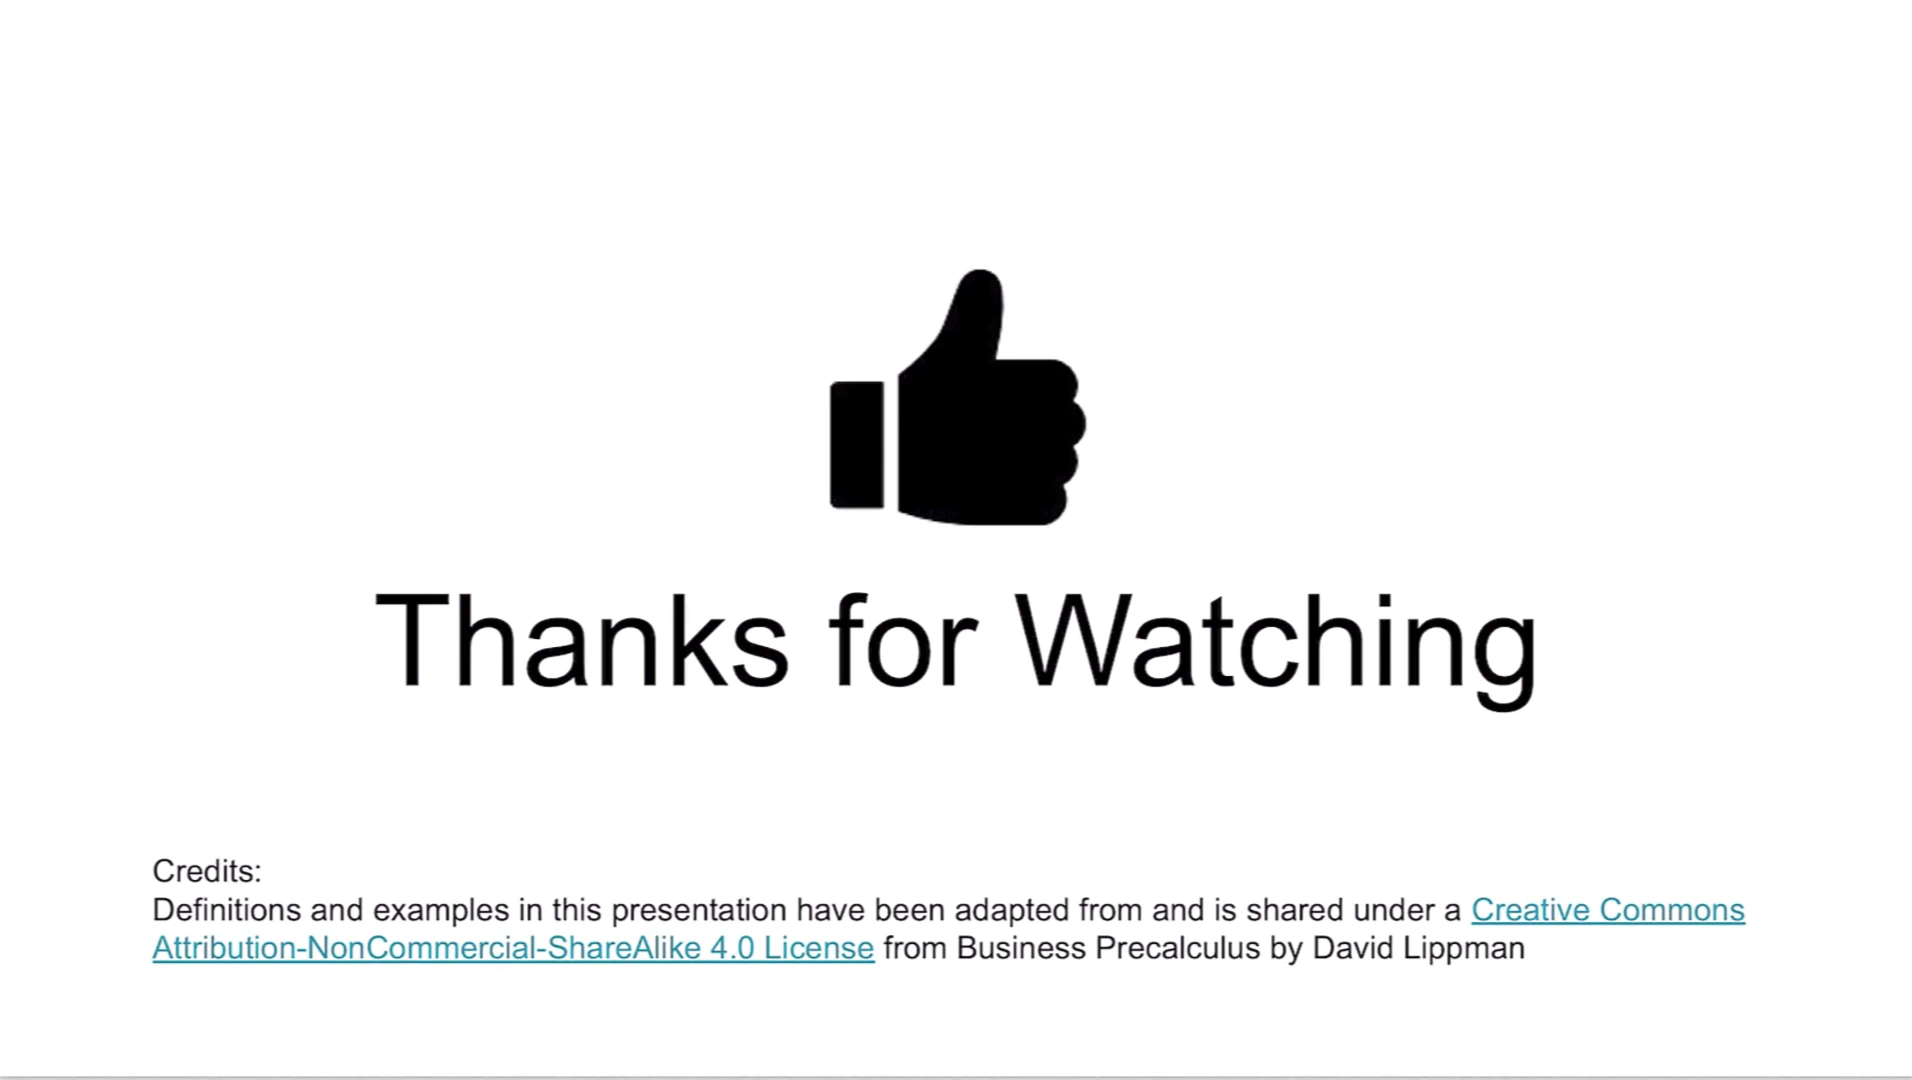 Thanks for Watching
Credits:
Definitions and examples in this presentation have been adapted from and is shared under a Creative Commons
Attribution-NonCommercial-ShareAlike 4.0 License from Business Precalculus by David Lippman